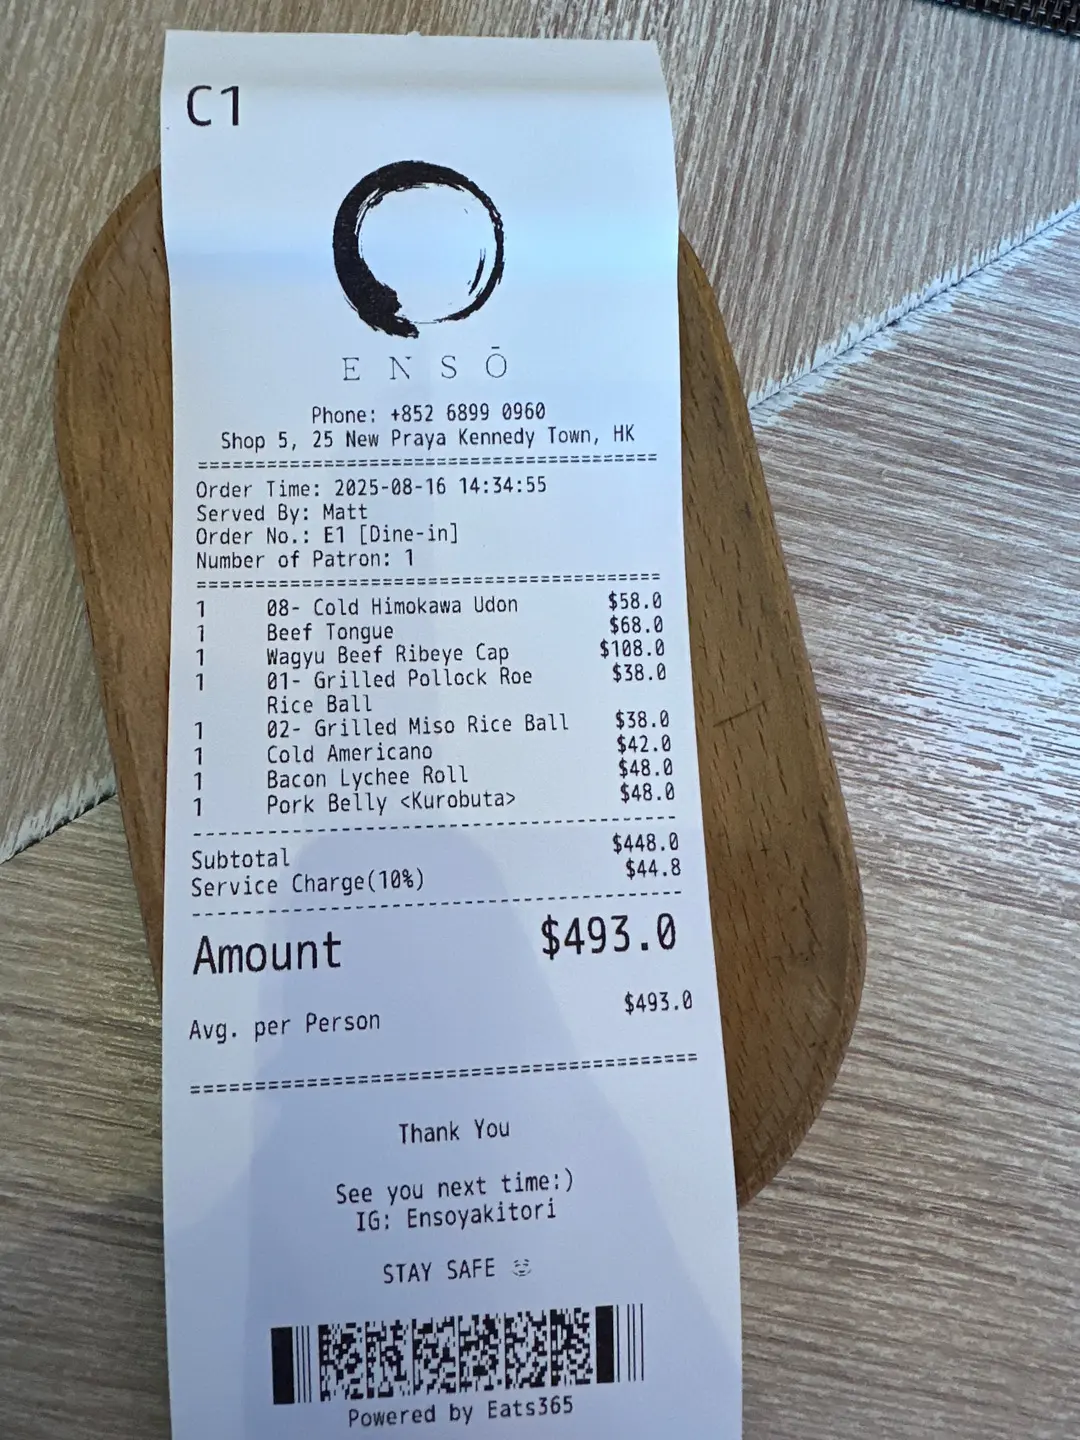 C1
ENSŌ
Phone: +852 6899 0960
Shop 5, 25 New Praya Kennedy Town, HK
Order Time: 2025-08-16 14:34:55
Served By: Matt
Order No.: E1 [Dine-in]
Number of Patron: 1
1 08- Cold Himokawa Udon $58.0
1 Beef Tongue $68.0
1 Wagyu Beef Ribeye Cap $108.0
1 01- Grilled Pollock Roe $38.0
Rice Ball
1 02- Grilled Miso Rice Ball $38.0
1 Cold Americano $42.0
1 Bacon Lychee Roll $48.0
1 Pork Belly <Kurobuta> $48.0
Subtotal $448.0
Service Charge(10%) $44.8
Amount $493.0
Avg. per Person $493.0
Thank You
See you next time:)
IG: Ensoyakitori
STAY SAFE
Powered by Eats365